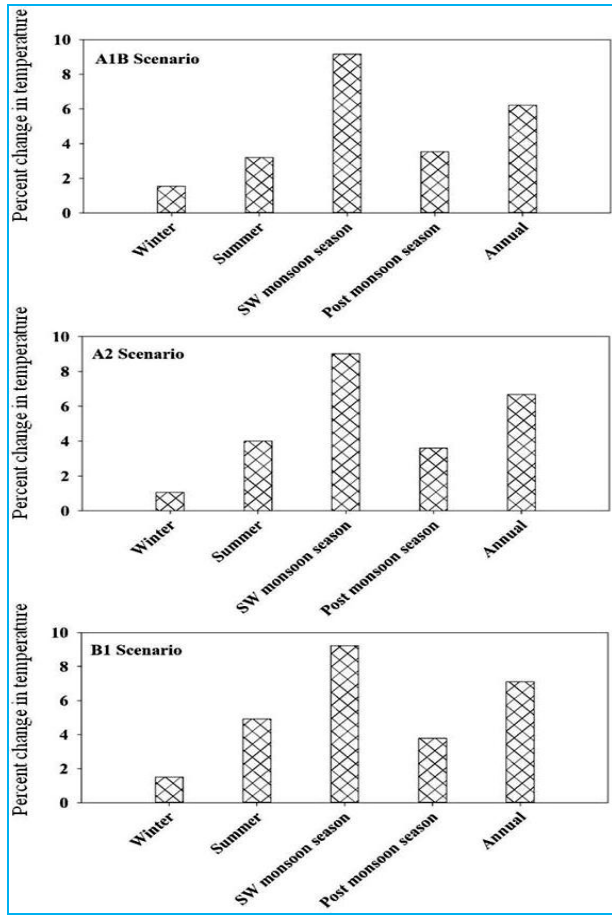 Percent change in temperature
10
8
6
4
2
0
A1B Scenario
Winter
Summer
SW monsoon season
Post monsoon season
Annual
Percent change in temperature
10
8
6
4
2
0
A2 Scenario
Winter
Summer
SW monsoon season
Post monsoon season
Annual
Percent change in temperature
10
8
6
4
2
0
B1 Scenario
Winter
Summer
SW monsoon season
Post monsoon season
Annual